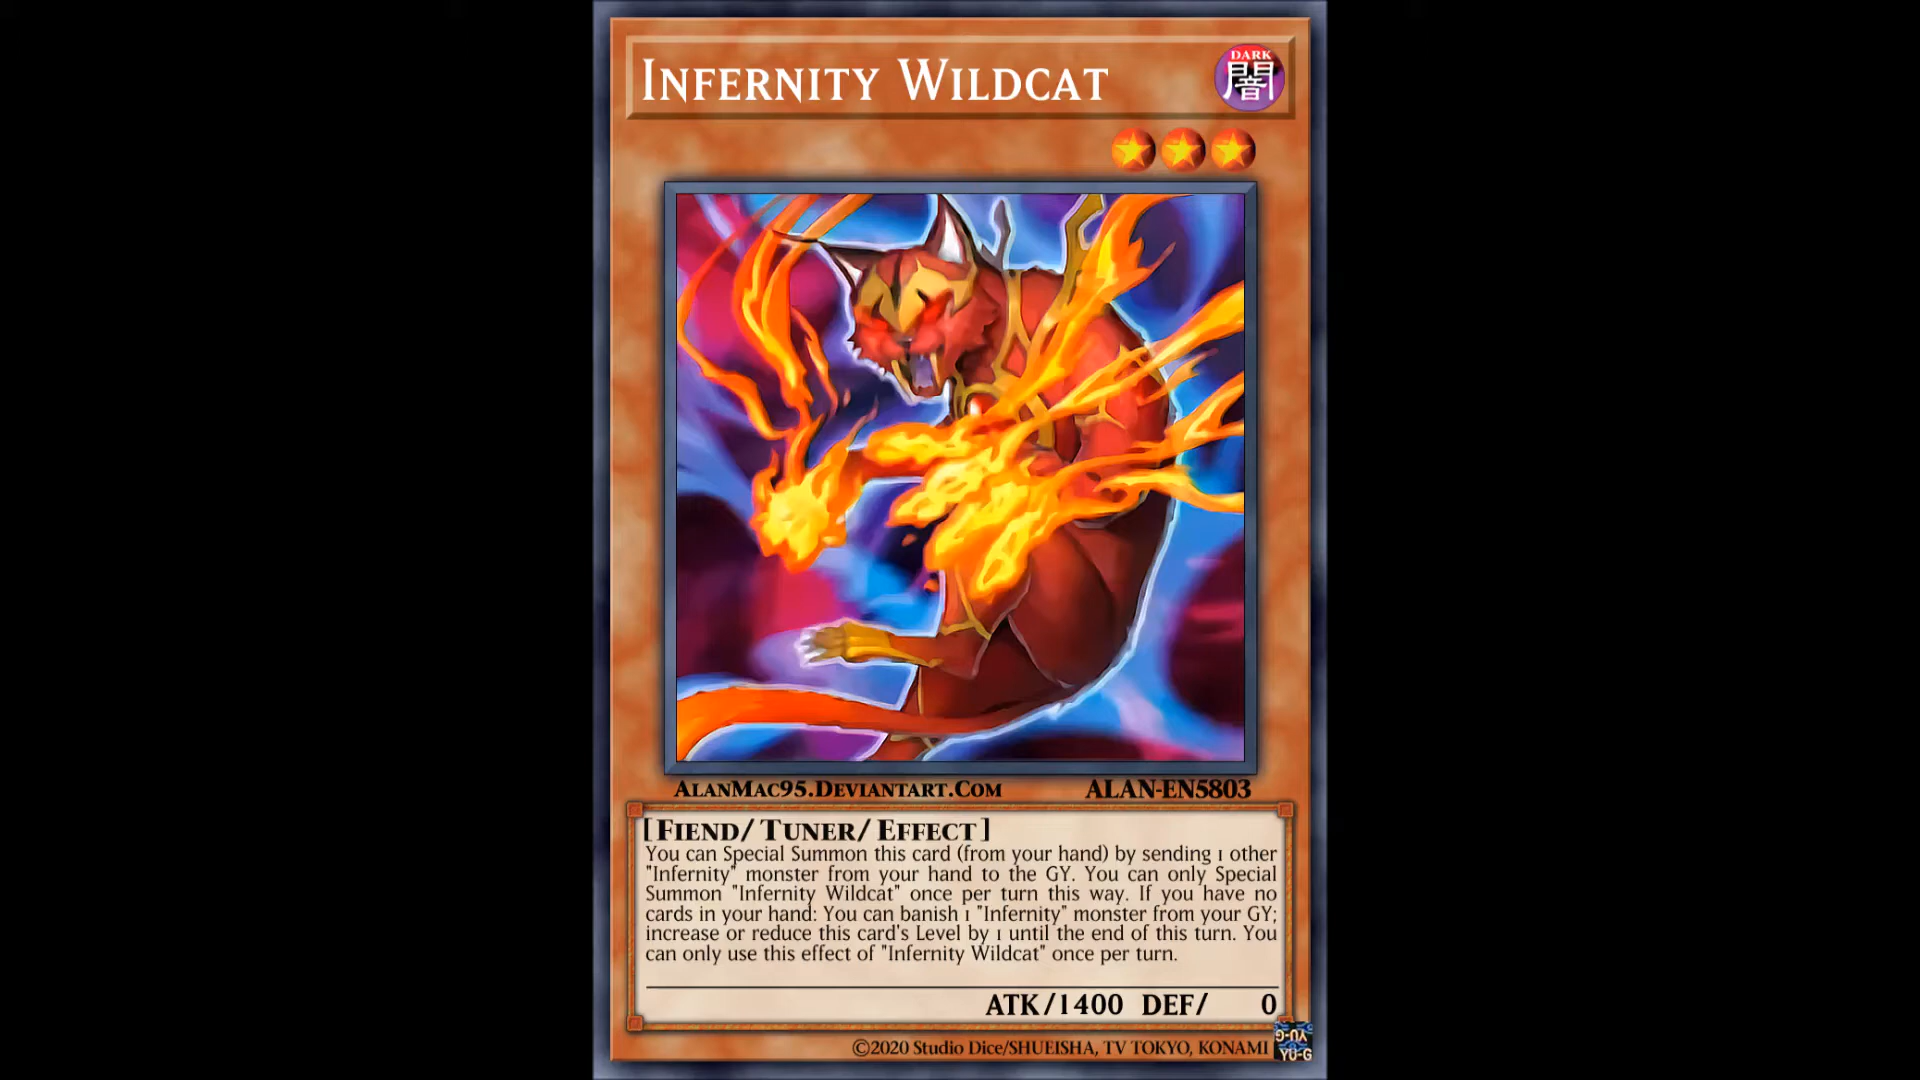 Infernity Wildcat
DARK
闇
AlanMac95.Deviantart.Com
ALAN-EN5803
[Fiend/Tuner/Effect]
You can Special Summon this card (from your hand) by sending 1 other
"Infernity" monster from your hand to the GY. You can only Special
Summon "Infernity Wildcat" once per turn this way. If you have no
cards in your hand: You can banish 1 "Infernity" monster from your GY;
increase or reduce this card's Level by 1 until the end of this turn. You
can only use this effect of "Infernity Wildcat" once per turn.
ATK/1400 DEF/ 0
©2020 Studio Dice/SHUEISHA, TV TOKYO, KONAMI